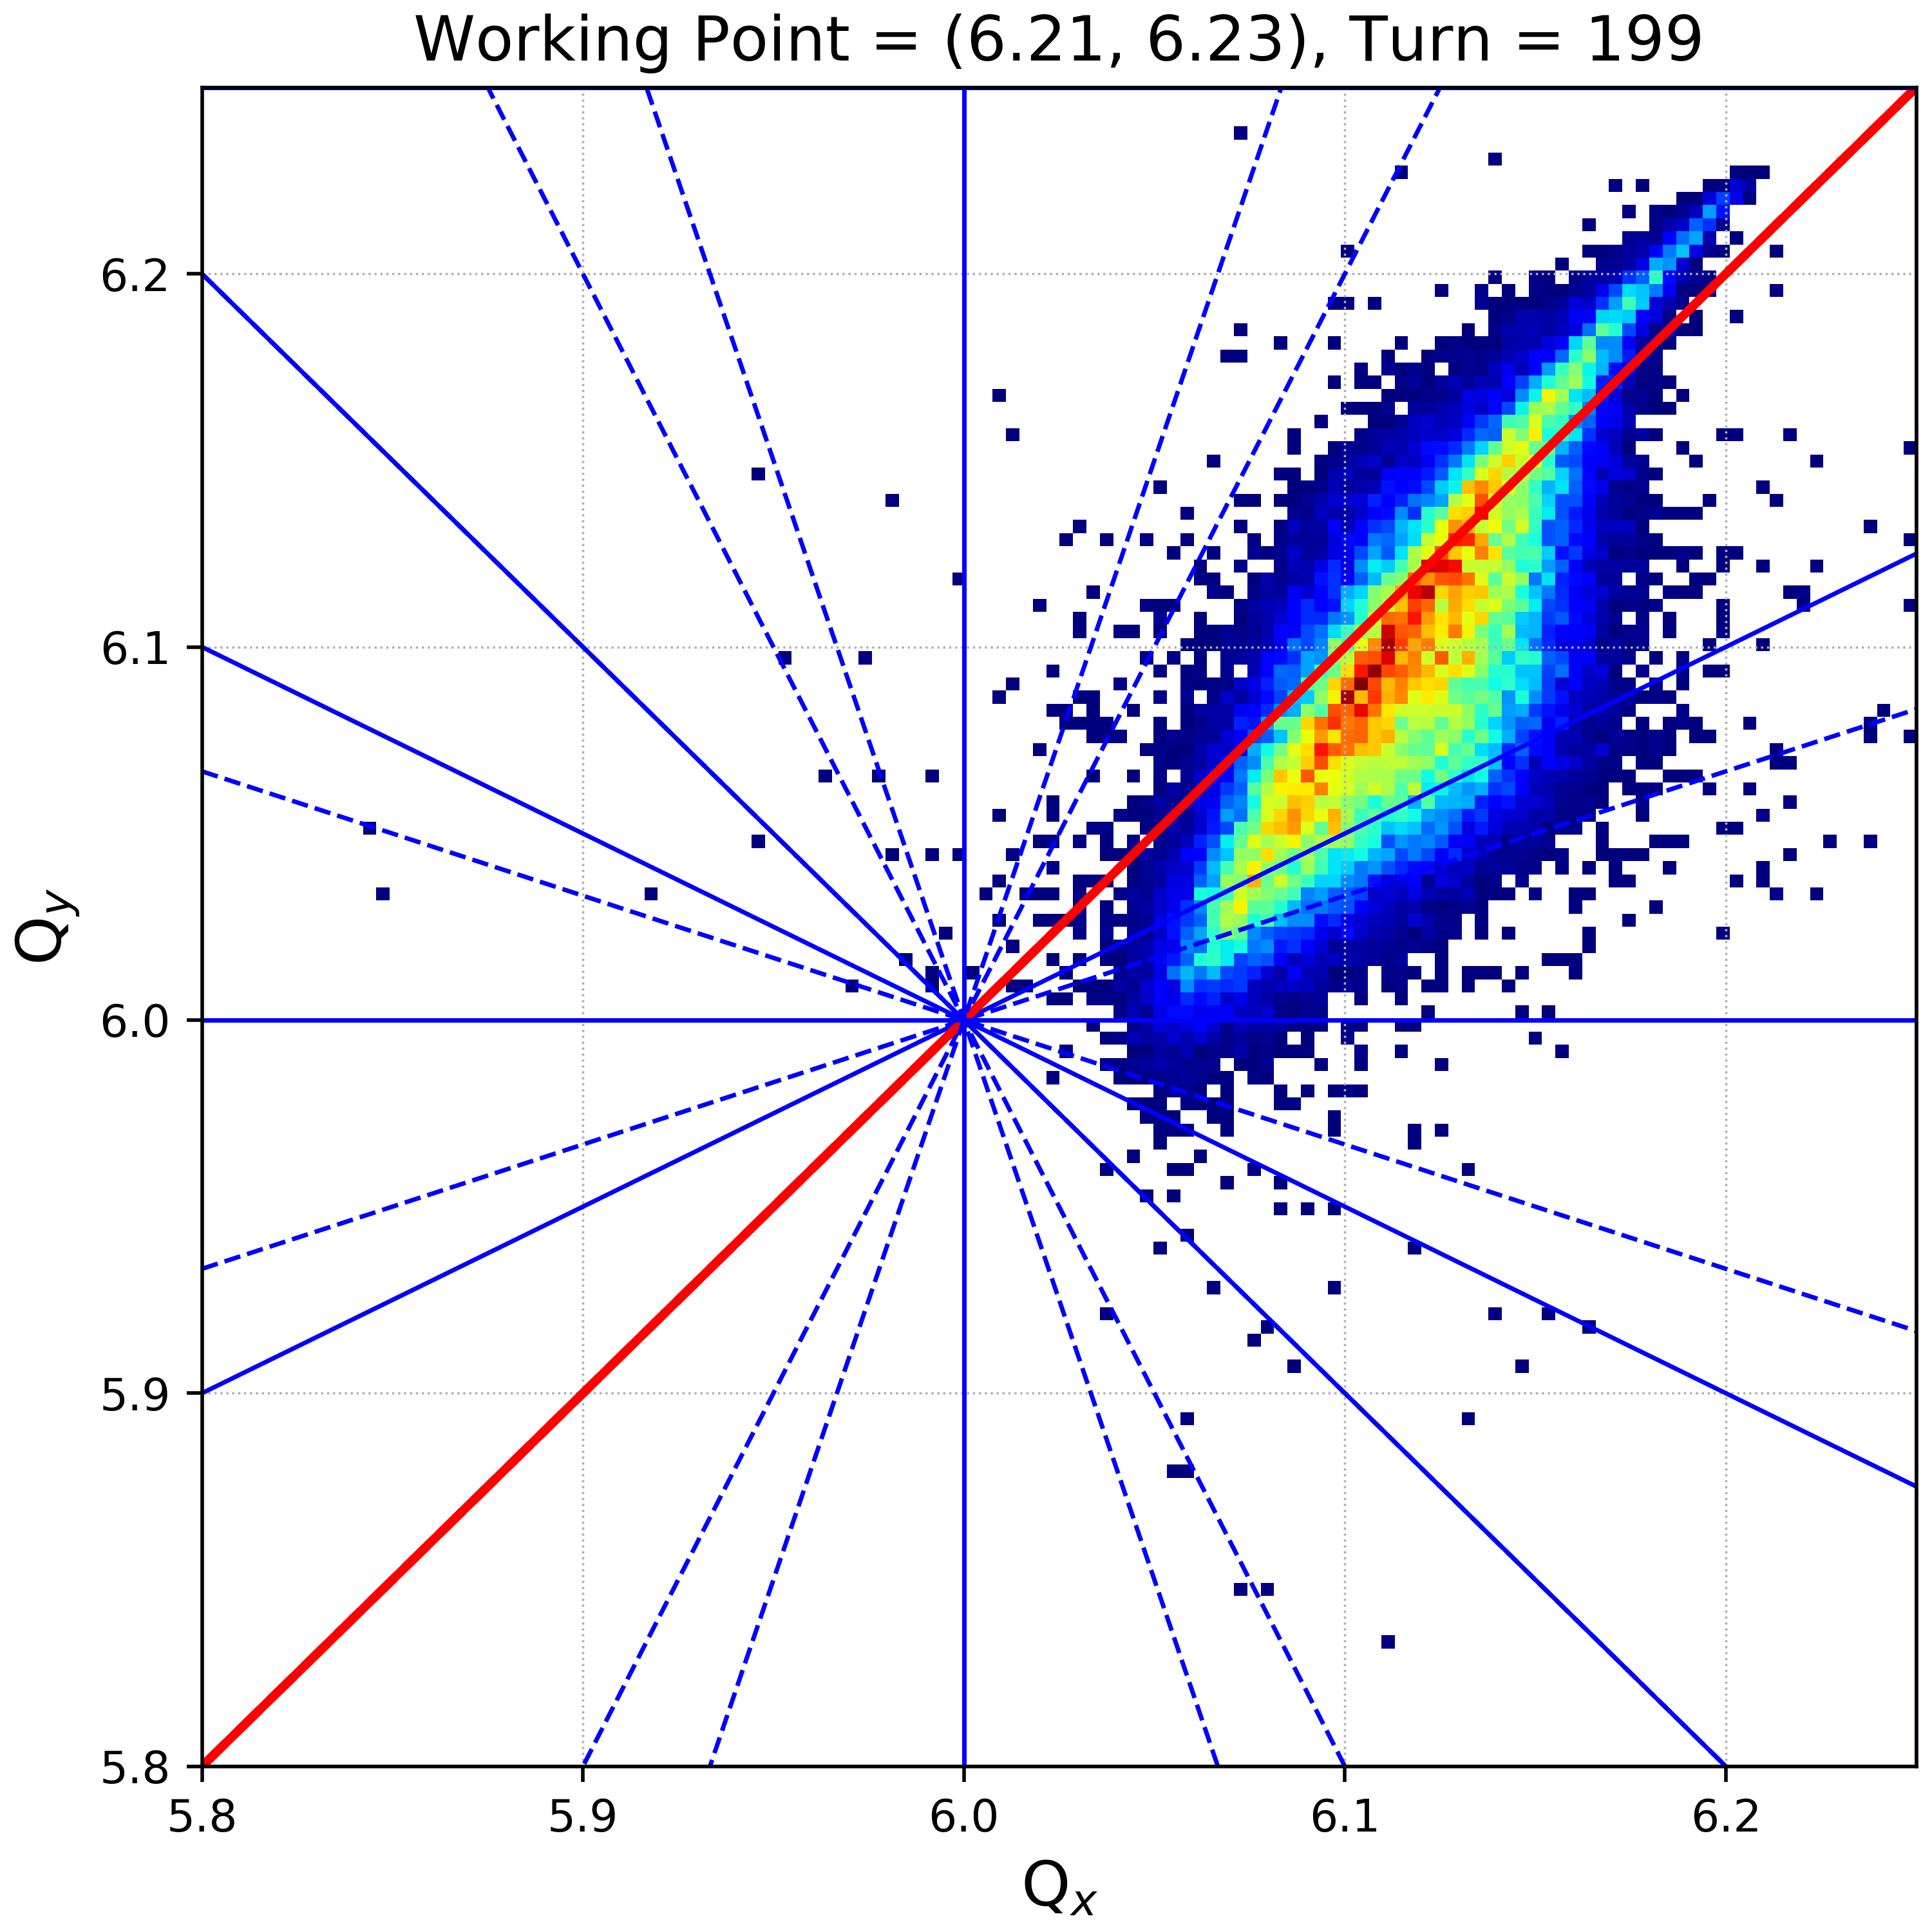 Working Point = (6.21, 6.23), Turn = 199
6.2
6.1
6.0
5.9
5.8
Qy
5.8 5.9 6.0 6.1 6.2
Qx